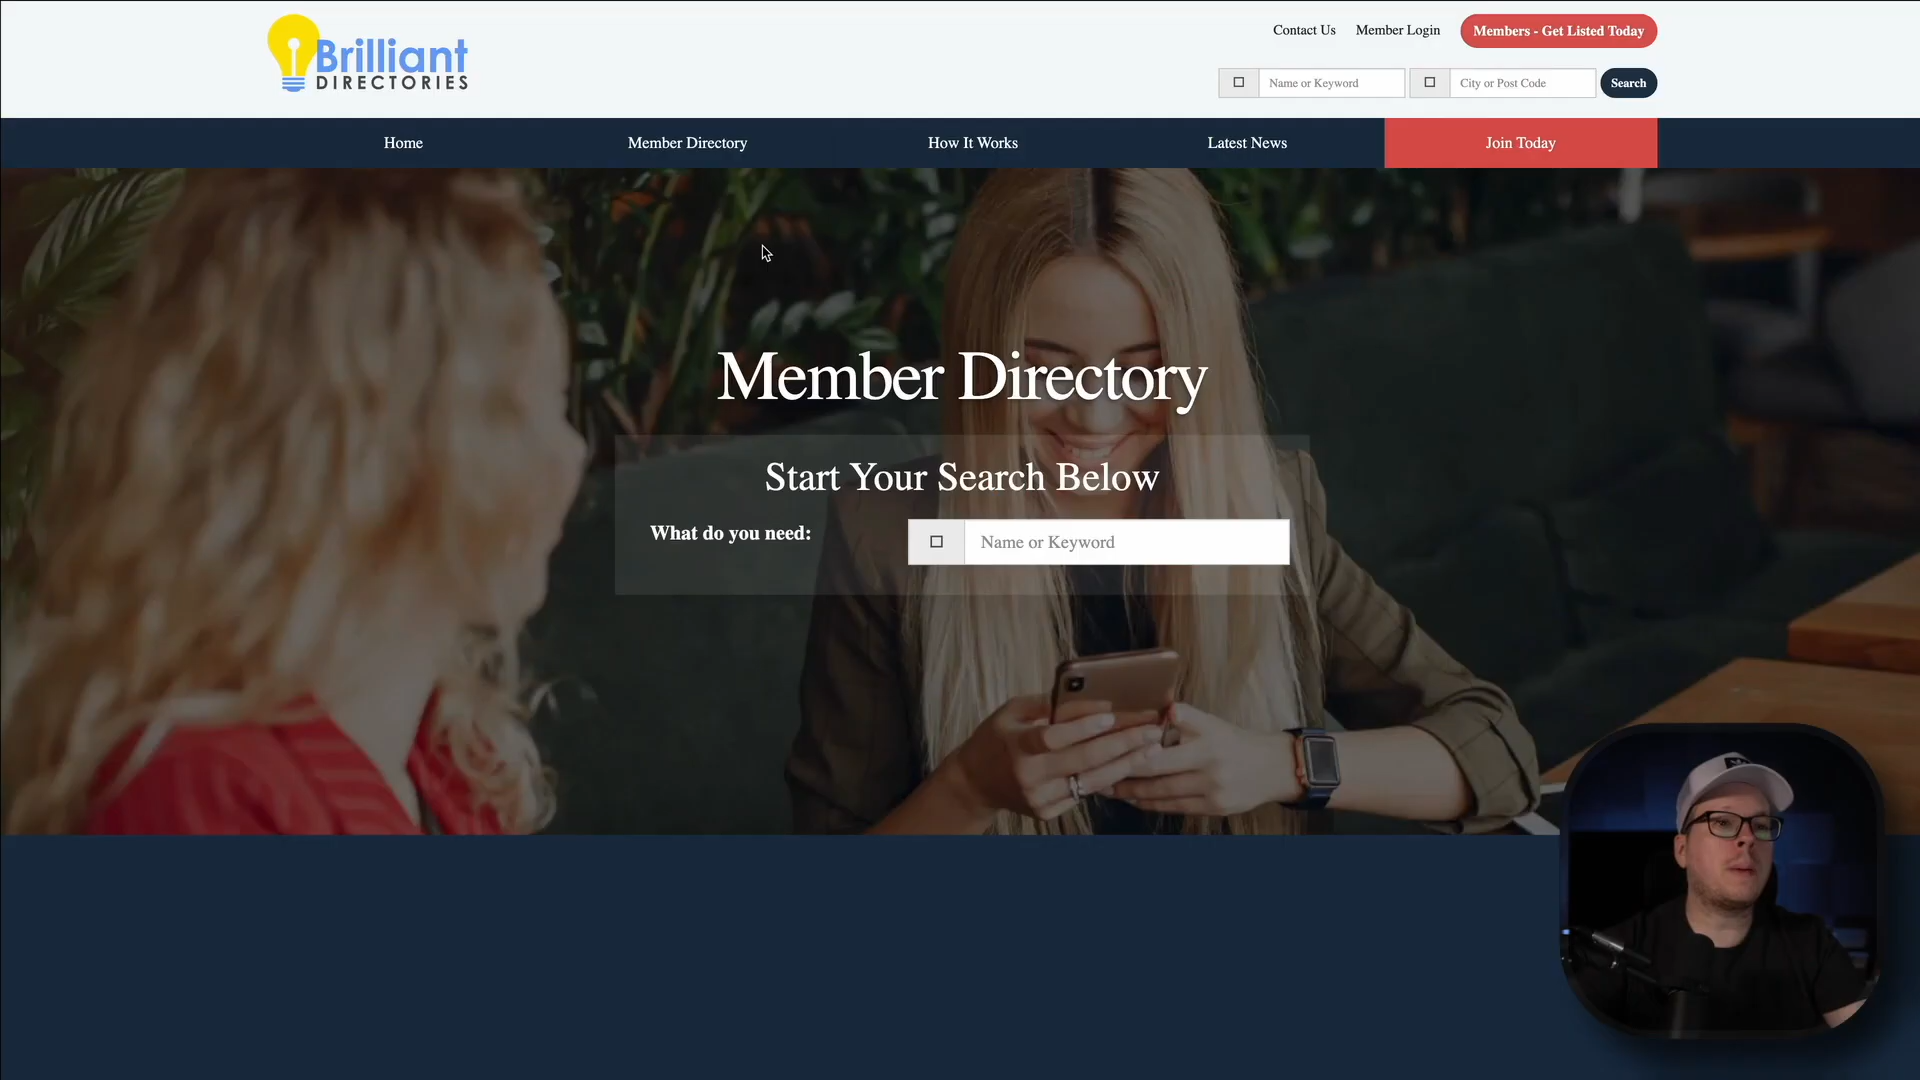 Brilliant
DIRECTORIES
Contact Us
Member Login
Members - Get Listed Today
Name or Keyword
City or Post Code
Search
Home
Member Directory
How It Works
Latest News
Join Today
Member Directory
Start Your Search Below
What do you need:
Name or Keyword